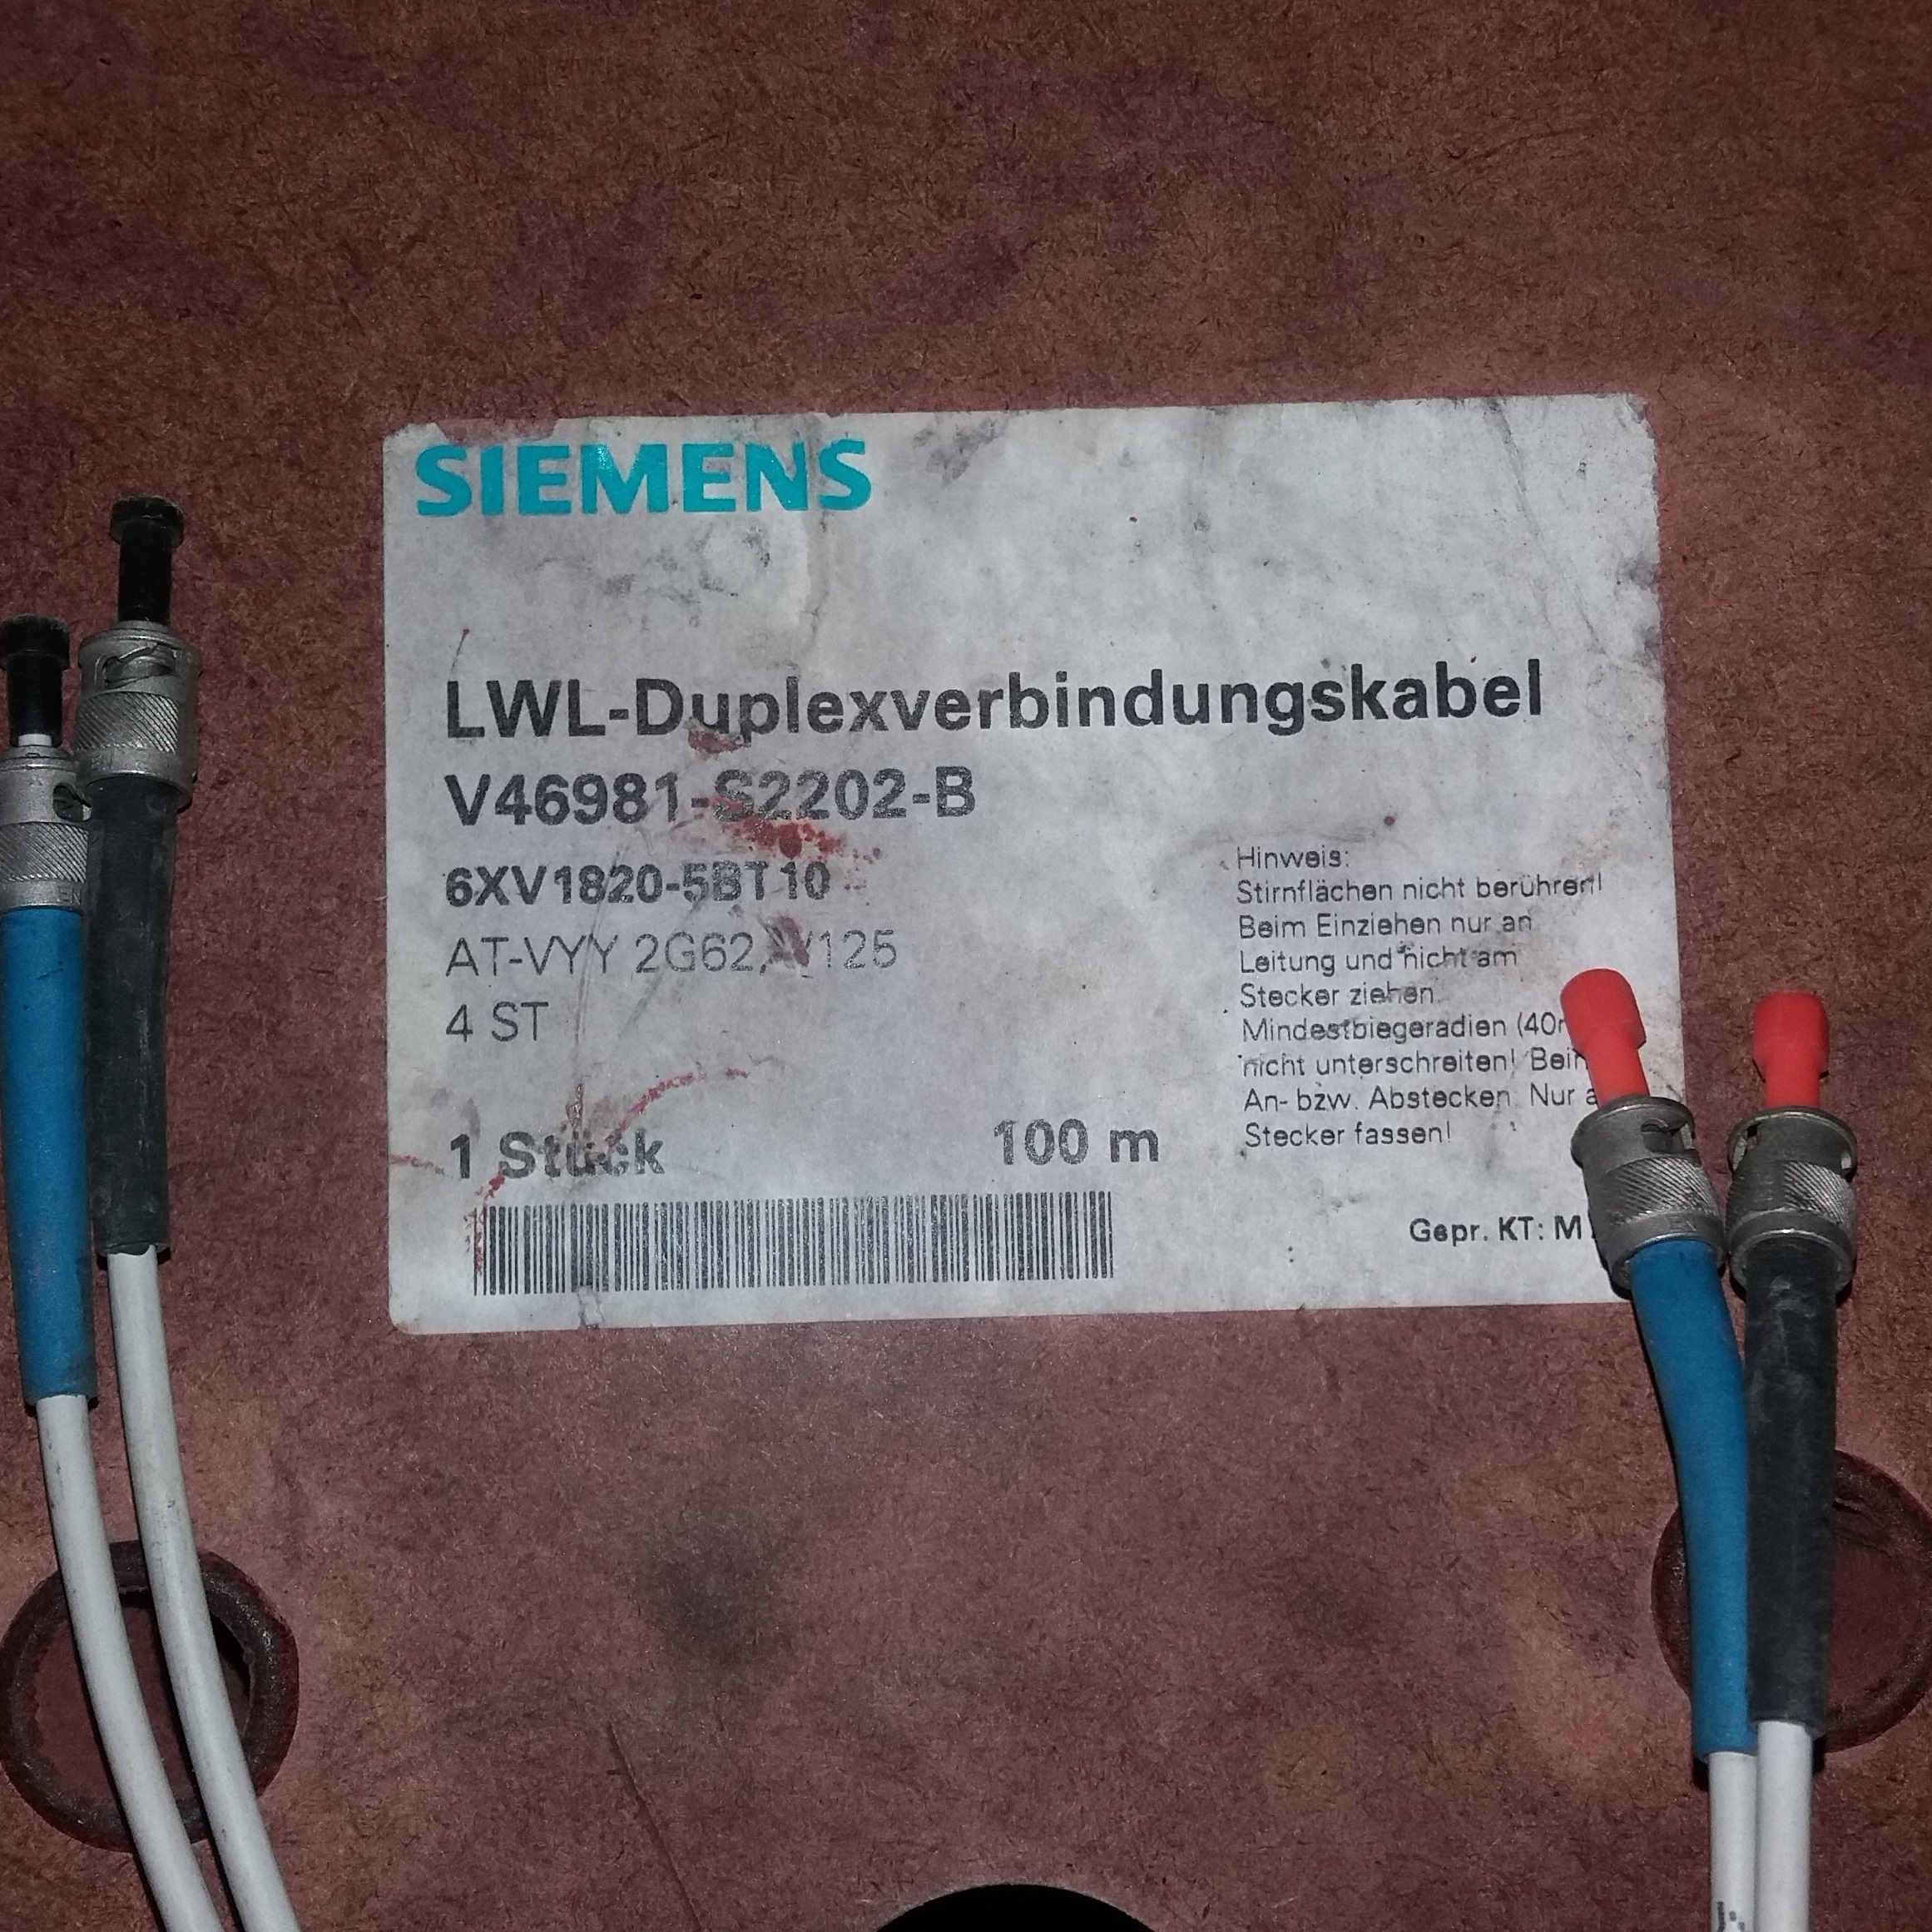 SIEMENS
LWL-Duplexverbindungskabel
V46981-S2202-B
6XV1820-5BT10
AT-VYY 2G62, /125
4 ST
1 Stück 100 m
Hinweis:
Stirnflächen nicht berühren!
Beim Einziehen nur an
Leitung und nicht am
Stecker ziehen.
Mindestbiegeradien (40
nicht unterschreiten! Beim
An- bzw. Abstecken Nur a
Stecker fassen!
Gepr. KT: M